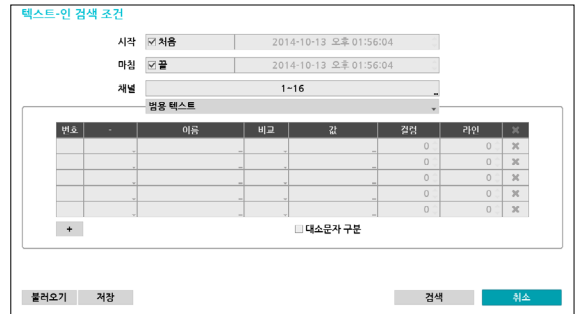 텍스트-인 검색 조건
시작 처음 2014-10-13 오후 01:56:04
마침 끝 2014-10-13 오후 01:56:04
채널 1~16
범용 텍스트
번호 - 이름 비교 값 컬럼 라인 ✖
0 0 ✖
0 0 ✖
0 0 ✖
0 0 ✖
0 0 ✖
+ 대소문자 구분
불러오기 저장 검색 취소